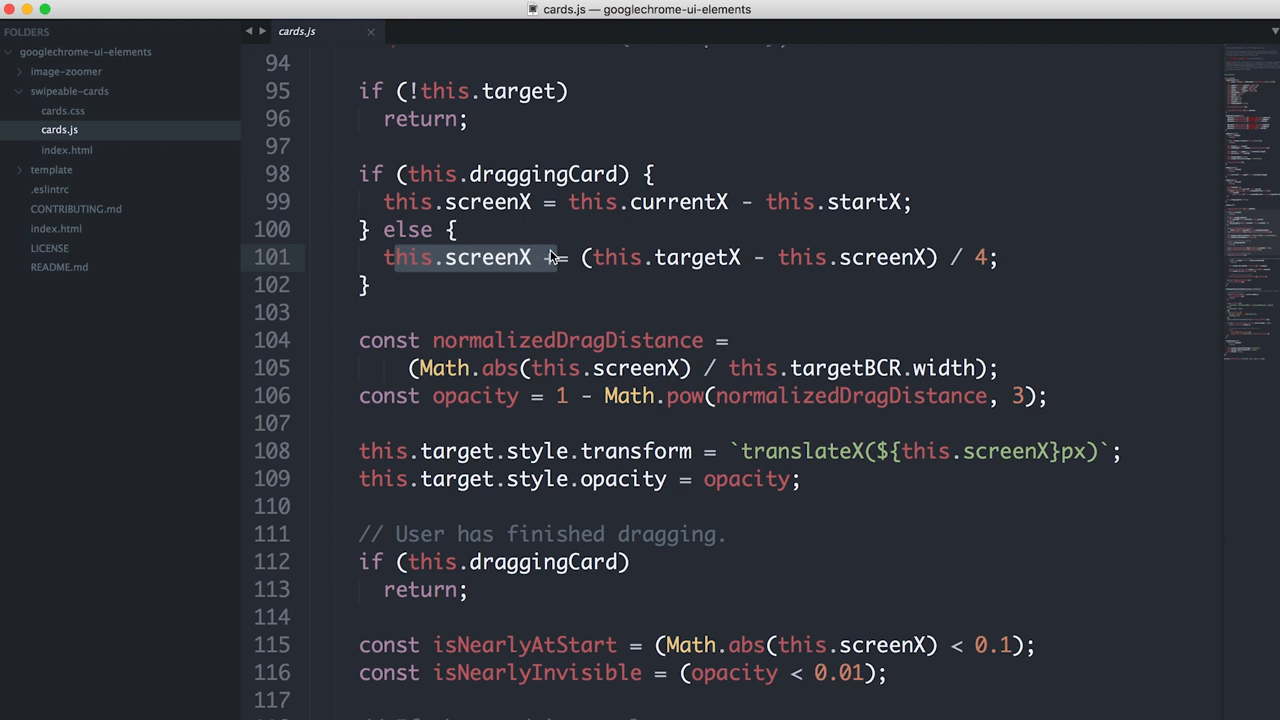 cards.js — googlechrome-ui-elements
FOLDERS
googlechrome-ui-elements
image-zoomer
swipeable-cards
cards.css
cards.js
index.html
template
.eslintrc
CONTRIBUTING.md
index.html
LICENSE
README.md
cards.js
94
95 if (!this.target)
96 return;
97
98 if (this.draggingCard) {
99 this.screenX = this.currentX - this.startX;
100 } else {
101 this.screenX += (this.targetX - this.screenX) / 4;
102 }
103
104 const normalizedDragDistance =
105 (Math.abs(this.screenX) / this.targetBCR.width);
106 const opacity = 1 - Math.pow(normalizedDragDistance, 3);
107
108 this.target.style.transform = `translateX(${this.screenX}px)`;
109 this.target.style.opacity = opacity;
110
111 // User has finished dragging.
112 if (this.draggingCard)
113 return;
114
115 const isNearlyAtStart = (Math.abs(this.screenX) < 0.1);
116 const isNearlyInvisible = (opacity < 0.01);
117